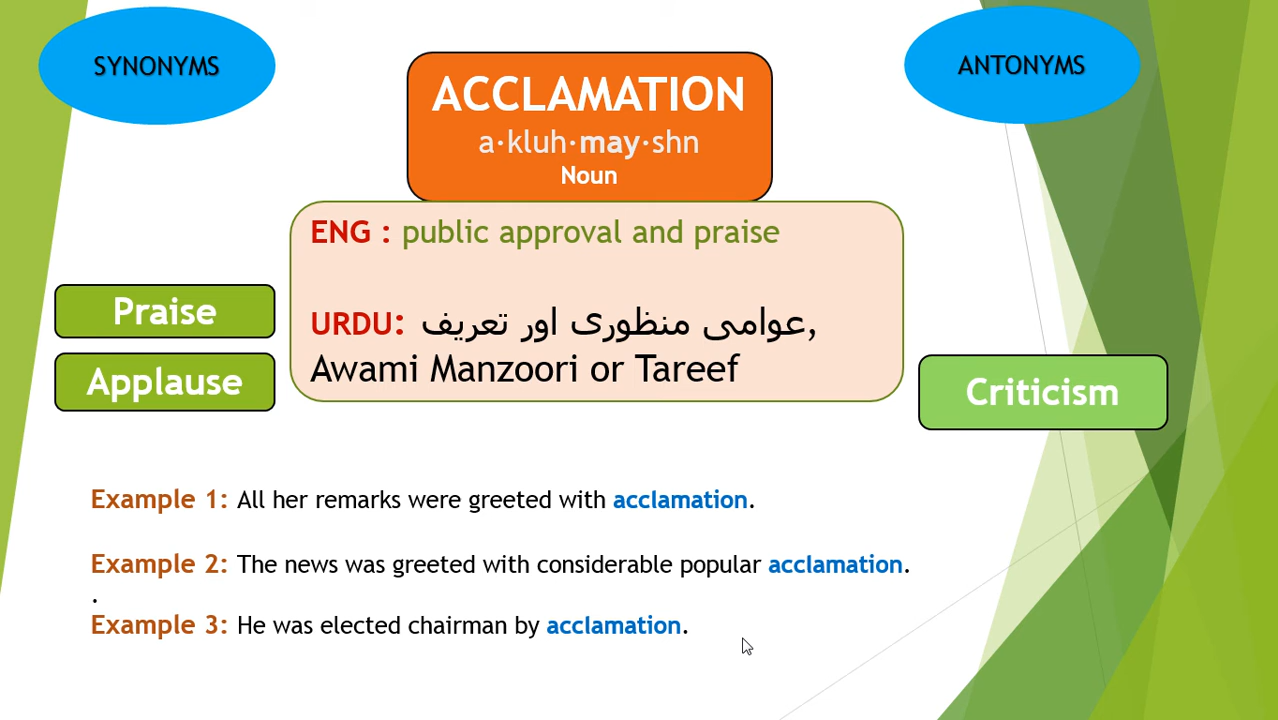 SYNONYMS
ANTONYMS
ACCLAMATION
a·kluh·may·shn
Noun
ENG : public approval and praise
URDU: عوامی منظوری اور تعریف,
Awami Manzoori or Tareef
Praise
Applause
Criticism
Example 1: All her remarks were greeted with acclamation.
Example 2: The news was greeted with considerable popular acclamation.
.
Example 3: He was elected chairman by acclamation.